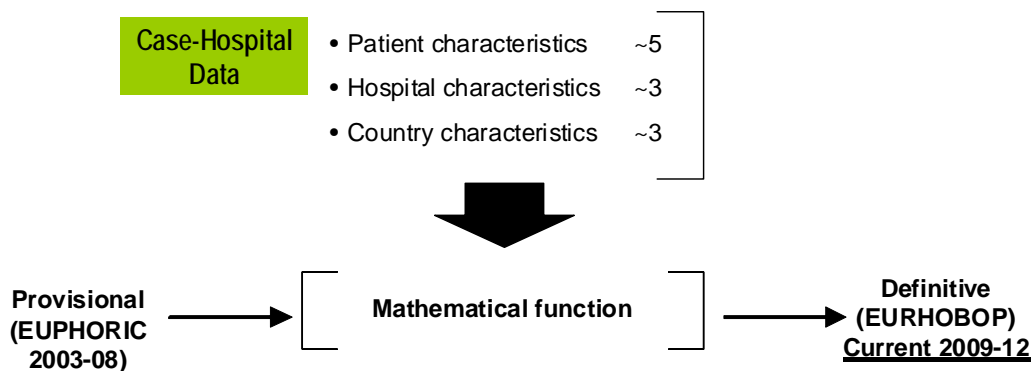 Case-Hospital
Data
• Patient characteristics ~5
• Hospital characteristics ~3
• Country characteristics ~3
Provisional
(EUPHORIC
2003-08)
Mathematical function
Definitive
(EURHOBOP)
Current 2009-12